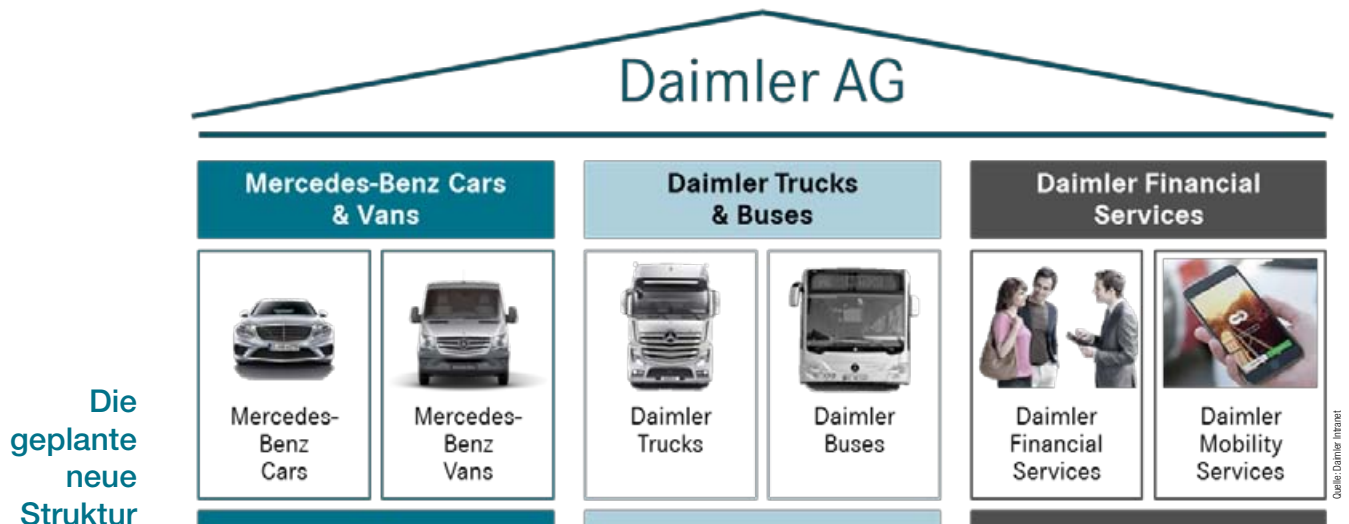 Daimler AG
Mercedes-Benz Cars
& Vans
Daimler Trucks
& Buses
Daimler Financial
Services
Mercedes-
Benz
Cars
Mercedes-
Benz
Vans
Daimler
Trucks
Daimler
Buses
Daimler
Financial
Services
Daimler
Mobility
Services
Die
geplante
neue
Struktur
Quelle: Daimler Intranet